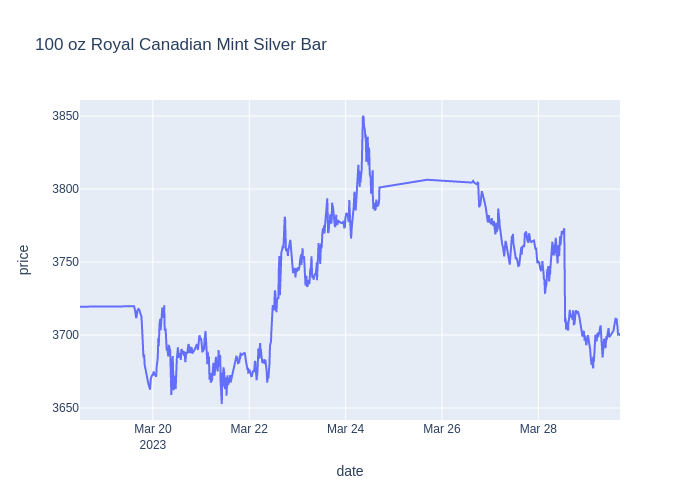 100 oz Royal Canadian Mint Silver Bar
3850
3800
3750
3700
3650
price
Mar 20
2023
Mar 22
Mar 24
Mar 26
Mar 28
date